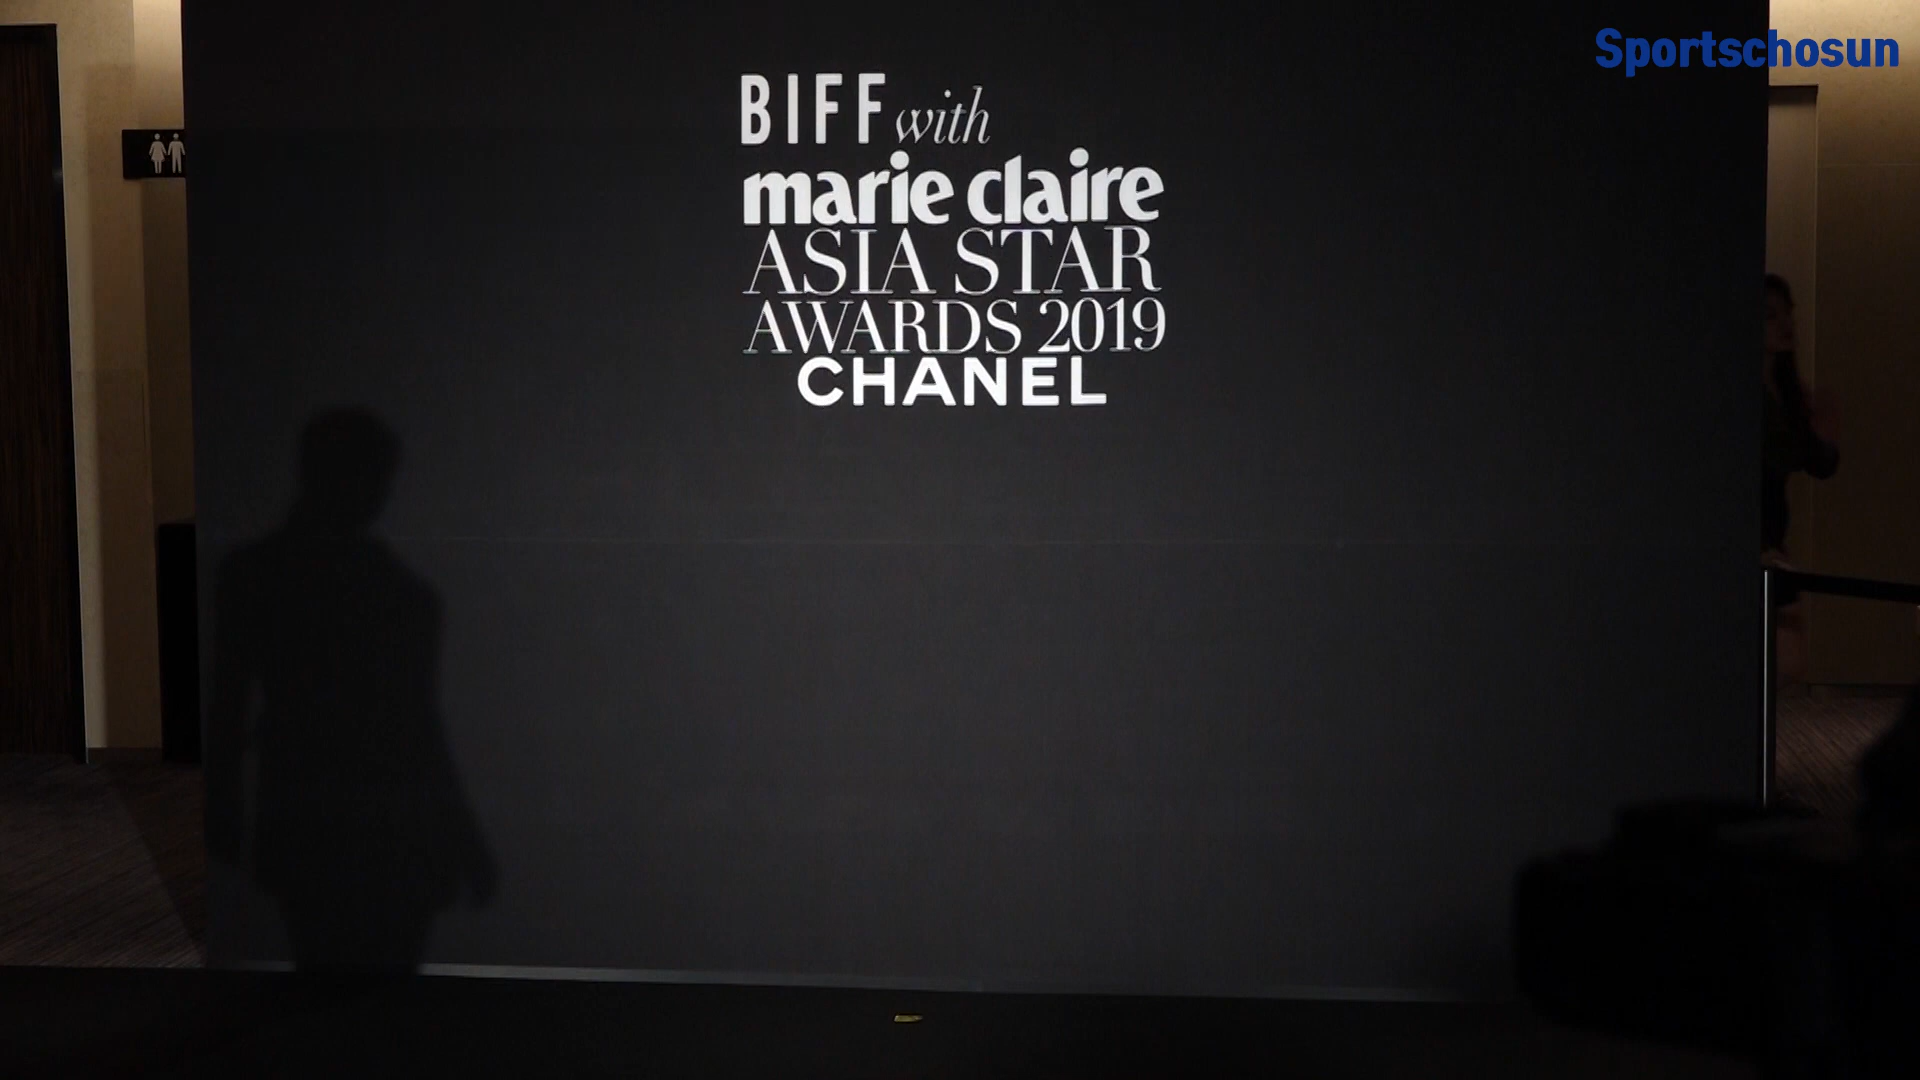 Sportschosun
BIFF with
marie claire
ASIA STAR
AWARDS 2019
CHANEL